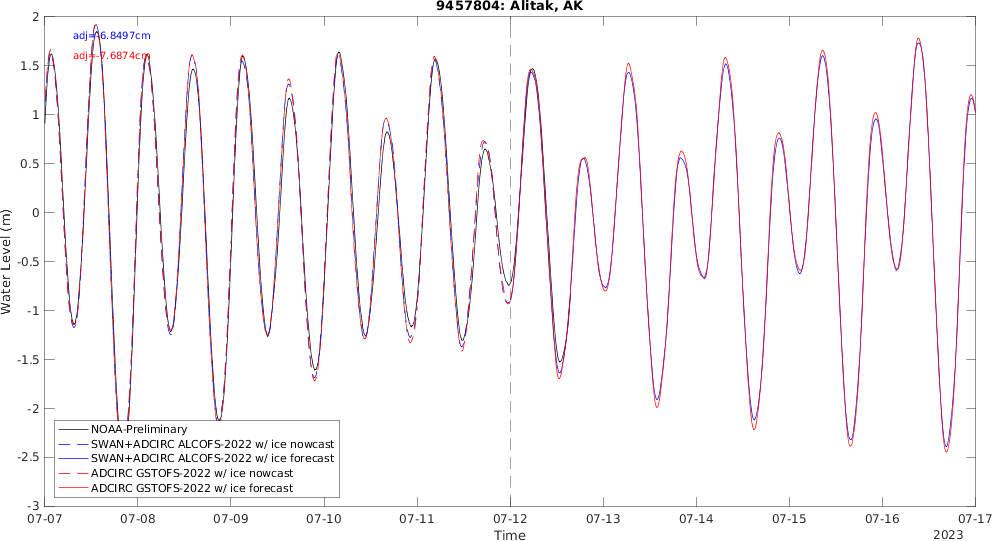 9457804: Alitak, AK
2
adj=-6.8497cm
adj=-7.6874cm
1.5
1
0.5
0
-0.5
-1
-1.5
-2
-2.5
-3
Water Level (m)
NOAA-Preliminary
SWAN+ADCIRC ALCOFS-2022 w/ ice nowcast
SWAN+ADCIRC ALCOFS-2022 w/ ice forecast
ADCIRC GSTOFS-2022 w/ ice nowcast
ADCIRC GSTOFS-2022 w/ ice forecast
07-07 07-08 07-09 07-10 07-11 07-12 07-13 07-14 07-15 07-16 07-17
Time
2023